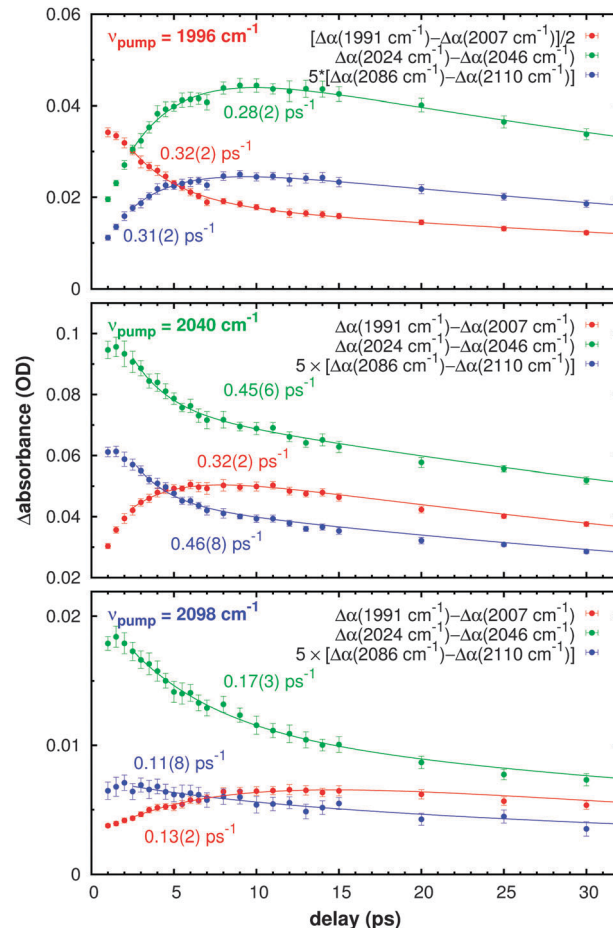 ν_pump = 1996 cm⁻¹
[Δα(1991 cm⁻¹)−Δα(2007 cm⁻¹)]/2
Δα(2024 cm⁻¹)−Δα(2046 cm⁻¹)
5*[Δα(2086 cm⁻¹)−Δα(2110 cm⁻¹)]
0.06
0.04
0.02
0
0.28(2) ps⁻¹
0.32(2) ps⁻¹
0.31(2) ps⁻¹
ν_pump = 2040 cm⁻¹
Δα(1991 cm⁻¹)−Δα(2007 cm⁻¹)
Δα(2024 cm⁻¹)−Δα(2046 cm⁻¹)
5 × [Δα(2086 cm⁻¹)−Δα(2110 cm⁻¹)]
0.1
0.08
0.06
0.04
0.02
Δabsorbance (OD)
0.45(6) ps⁻¹
0.32(2) ps⁻¹
0.46(8) ps⁻¹
ν_pump = 2098 cm⁻¹
Δα(1991 cm⁻¹)−Δα(2007 cm⁻¹)
Δα(2024 cm⁻¹)−Δα(2046 cm⁻¹)
5 × [Δα(2086 cm⁻¹)−Δα(2110 cm⁻¹)]
0.02
0.01
0
0.17(3) ps⁻¹
0.11(8) ps⁻¹
0.13(2) ps⁻¹
0 5 10 15 20 25 30
delay (ps)